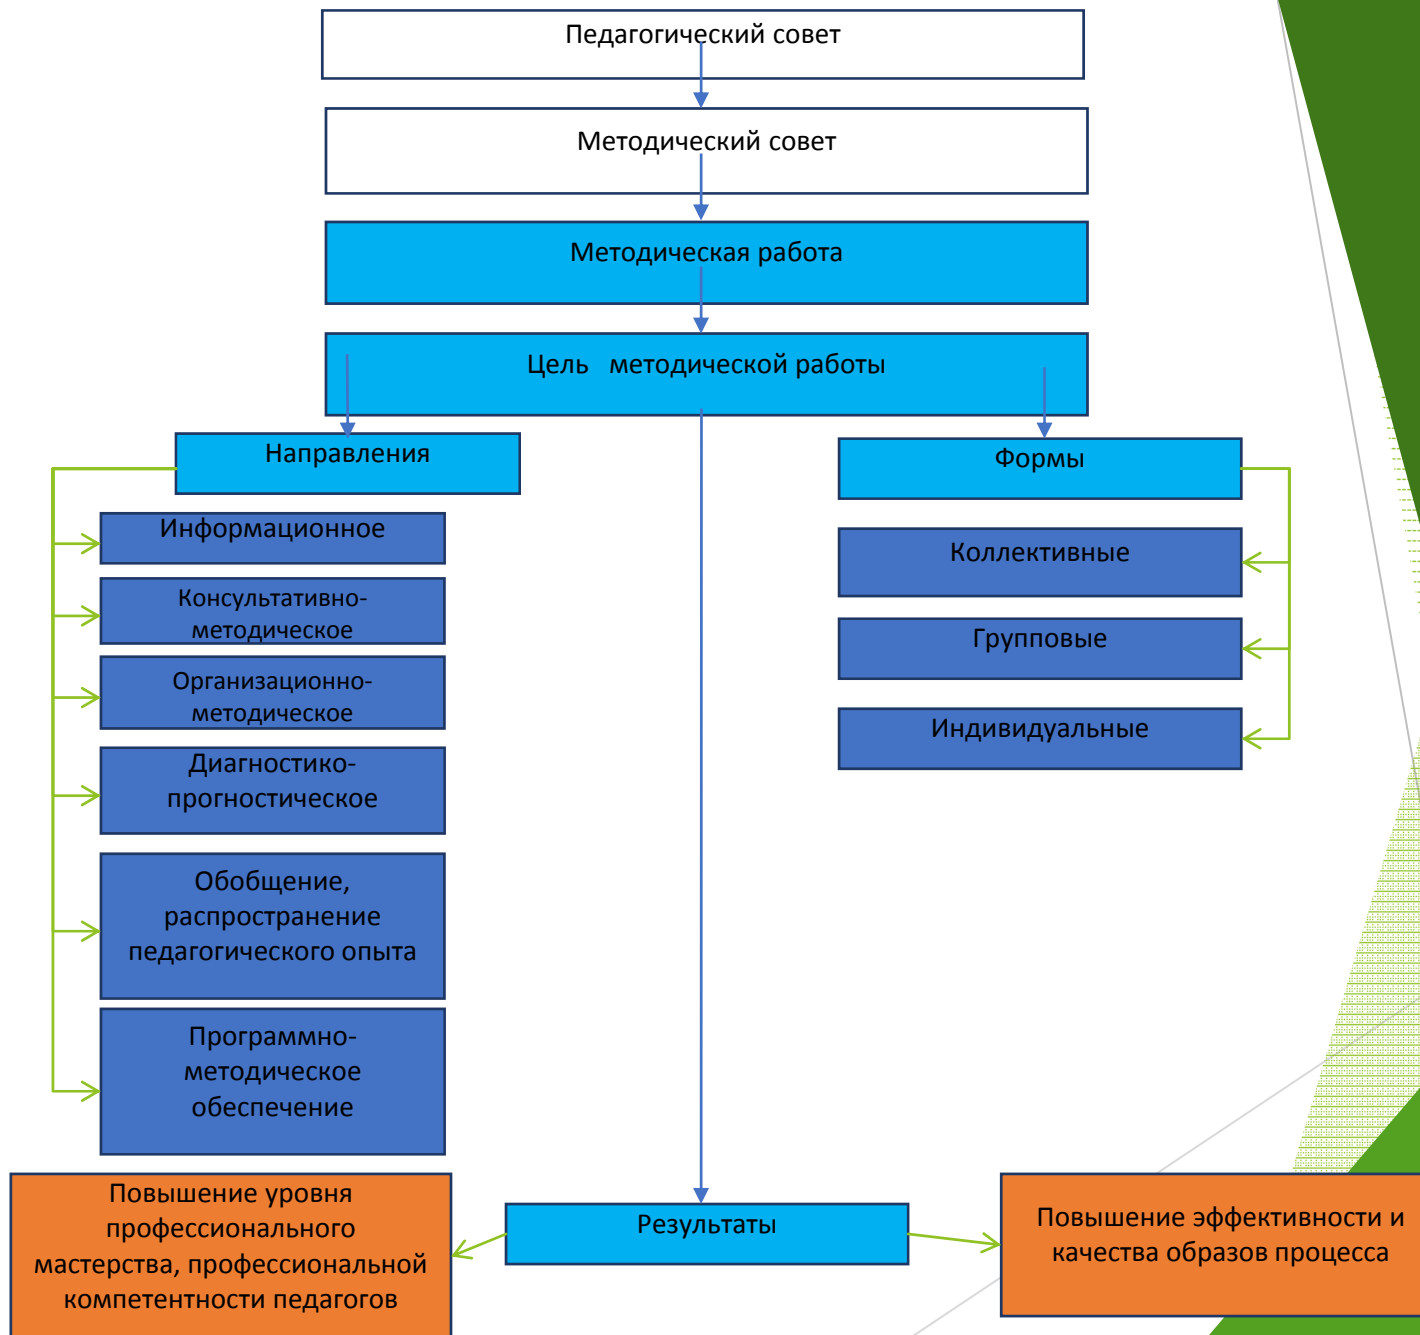 Педагогический совет
Методический совет
Методическая работа
Цель методической работы
Направления
Информационное
Консультативно-
методическое
Организационно-
методическое
Диагностико-
прогностическое
Обобщение,
распространение
педагогического опыта
Программно-
методическое
обеспечение
Формы
Коллективные
Групповые
Индивидуальные
Результаты
Повышение уровня
профессионального
мастерства, профессиональной
компетентности педагогов
Повышение эффективности и
качества образов процесса